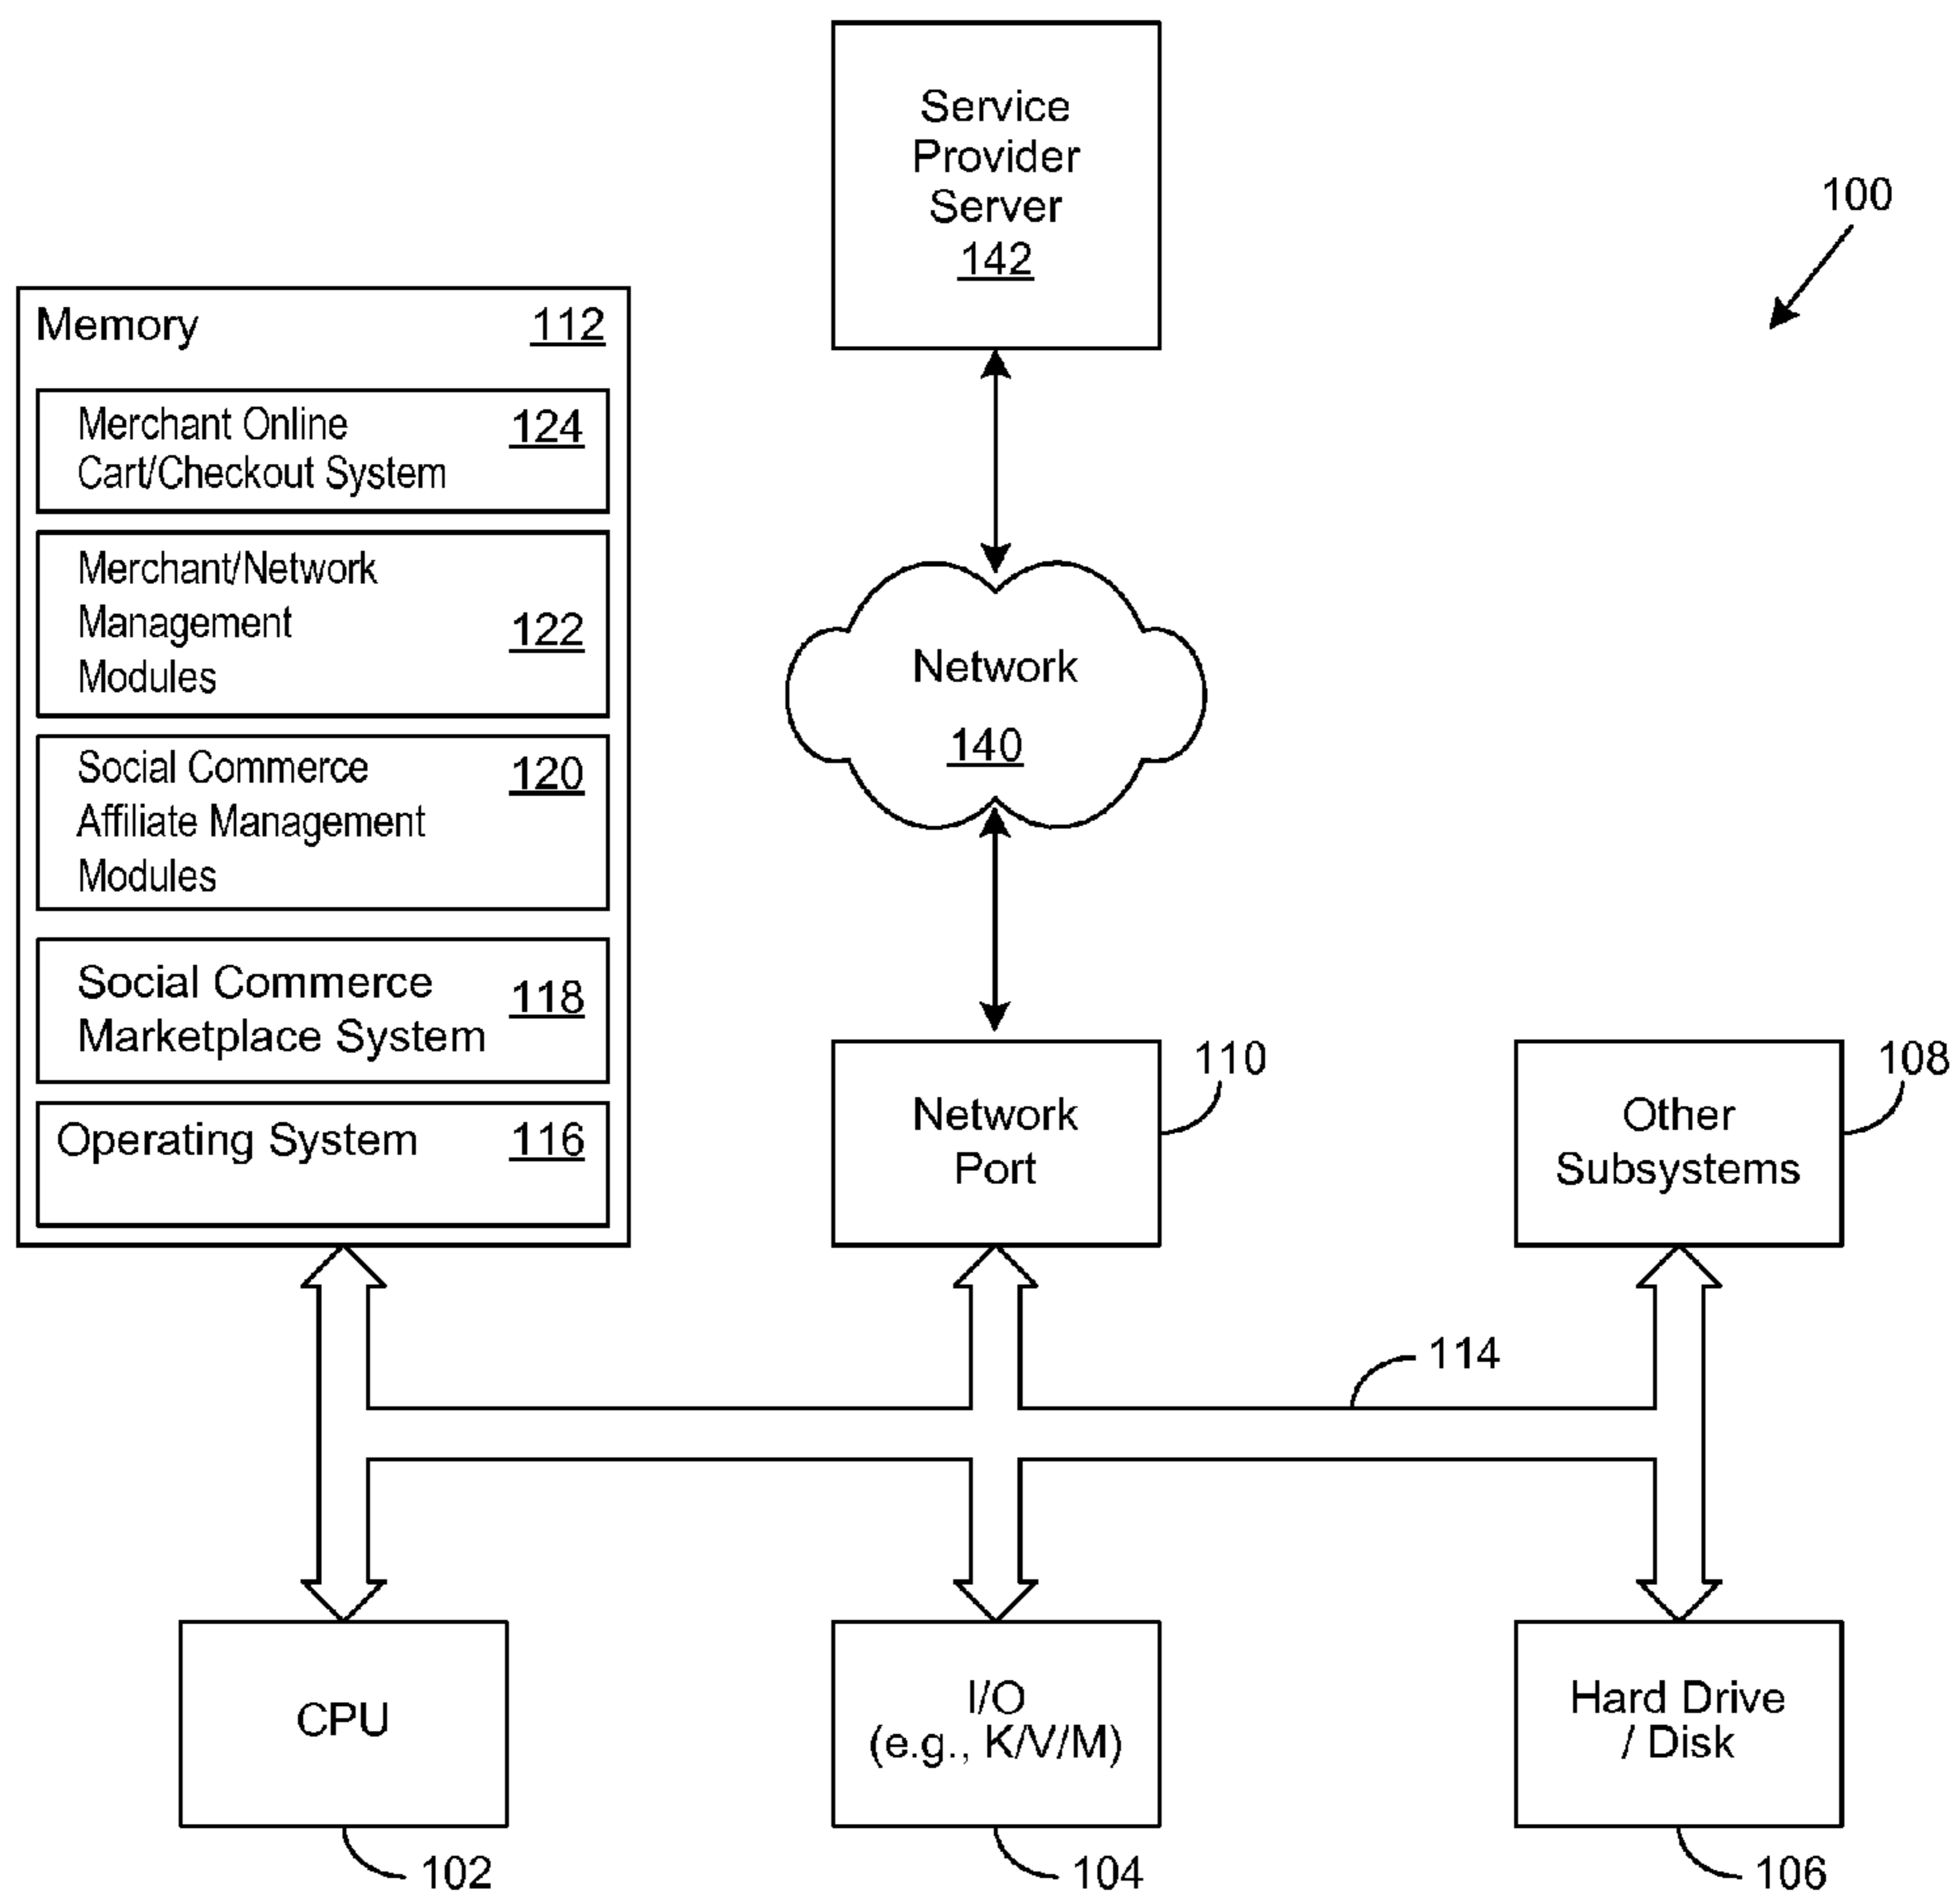 Service
Provider
Server
142
100
Memory 112
Merchant Online 124
Cart/Checkout System
Merchant/Network
Management 122
Modules
Social Commerce 120
Affiliate Management
Modules
Social Commerce 118
Marketplace System
Operating System 116
Network
140
110
Network
Port
108
Other
Subsystems
114
CPU
102
I/O
(e.g., K/V/M)
104
Hard Drive
/ Disk
106